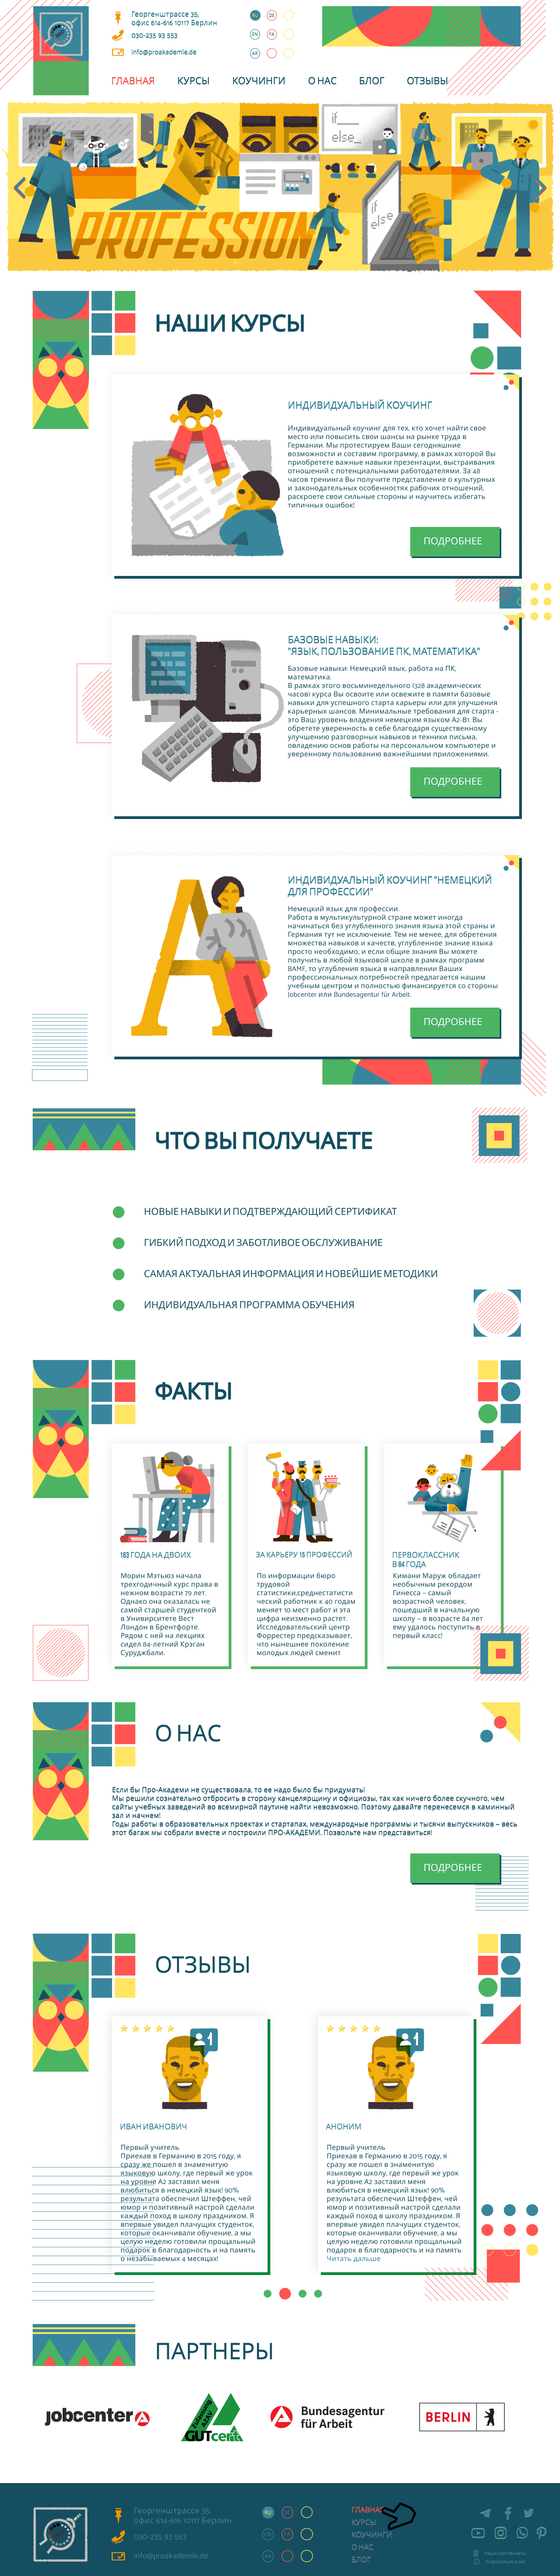 Георгенштрассе 35,
офис 614-616 10117 Берлин
030-235 93 553
info@proakademie.de
RU DE
EN FA
AR
ГЛАВНАЯ КУРСЫ КОУЧИНГИ О НАС БЛОГ ОТЗЫВЫ
if___
else_
if
else
if
else
PROFESSION
НАШИ КУРСЫ
ИНДИВИДУАЛЬНЫЙ КОУЧИНГ
Индивидуальный коучинг для тех, кто хочет найти свое
место или повысить свои шансы на рынке труда в
Германии. Мы протестируем Ваши сегодняшние
возможности и составим программу, в рамках которой Вы
приобретете важные навыки презентации, выстраивания
отношений с потенциальными работодателями. За 48
часов тренинга Вы получите представление о культурных
и законодательных особенностях рабочих отношений,
раскроете свои сильные стороны и научитесь избегать
типичных ошибок!
ПОДРОБНЕЕ
БАЗОВЫЕ НАВЫКИ:
"ЯЗЫК, ПОЛЬЗОВАНИЕ ПК, МАТЕМАТИКА"
Базовые навыки: Немецкий язык, работа на ПК,
математика.
В рамках этого восьминедельного (328 академических
часов) курса Вы освоите или освежите в памяти базовые
навыки для успешного старта карьеры или для улучшения
карьерных шансов. Минимальные требования для старта -
это Ваш уровень владения немецким языком А2-В1. Вы
обретете уверенность в себе благодаря существенному
улучшению разговорных навыков и техники письма,
овладению основ работы на персональном компьютере и
уверенному пользованию важнейшими приложениями.
ПОДРОБНЕЕ
ИНДИВИДУАЛЬНЫЙ КОУЧИНГ "НЕМЕЦКИЙ
ДЛЯ ПРОФЕССИИ"
Немецкий язык для профессии.
Работа в мультикультурной стране может иногда
начинаться без углубленного знания языка этой страны и
Германия тут не исключение. Тем не менее, для обретения
множества навыков и качеств, углубленное знание языка
просто необходимо, и если общие знания Вы можете
получить в любой языковой школе в рамках программ
BAMF, то углубления языка в направлении Ваших
профессиональных потребностей предлагается нашим
учебным центром и полностью финансируется со стороны
Jobcenter или Bundesagentur für Arbeit.
ПОДРОБНЕЕ
ЧТО ВЫ ПОЛУЧАЕТЕ
НОВЫЕ НАВЫКИ И ПОДТВЕРЖДАЮЩИЙ СЕРТИФИКАТ
ГИБКИЙ ПОДХОД И ЗАБОТЛИВОЕ ОБСЛУЖИВАНИЕ
САМАЯ АКТУАЛЬНАЯ ИНФОРМАЦИЯ И НОВЕЙШИЕ МЕТОДИКИ
ИНДИВИДУАЛЬНАЯ ПРОГРАММА ОБУЧЕНИЯ
ФАКТЫ
163 ГОДА НА ДВОИХ
Морин Мэтьюз начала
трехгодичный курс права в
нежном возрасти 79 лет.
Однако она оказалась не
самой старшей студенткой
в Университете Вест
Лондон в Брентфорте.
Рядом с ней на лекциях
сидел 84-летний Крэган
Суруджбали.
ЗА КАРЬЕРУ 15 ПРОФЕССИЙ
По информации бюро
трудовой
статистики,среднестатисти
ческий работник к 40 годам
меняет 10 мест работ и эта
цифра неизменно растет.
Исследовательский центр
Форрестер предсказывает,
что нынешнее поколение
молодых людей сменит
ПЕРВОКЛАССНИК
В 84 ГОДА
Кимани Маруж обладает
необычным рекордом
Гинесса – самый
возрастной человек,
пошедший в начальную
школу – в возрасте 84 лет
ему удалось поступить в
первый класс!
О НАС
Если бы Про-Академи не существовала, то ее надо было бы придумать!
Мы решили сознательно отбросить в сторону канцелярщину и официозы, так как ничего более скучного, чем
сайты учебных заведений во всемирной паутине найти невозможно. Поэтому давайте перенесемся в каминный
зал и начнем!
Годы работы в образовательных проектах и стартапах, международные программы и тысячи выпускников – весь
этот багаж мы собрали вместе и построили ПРО-АКАДЕМИ. Позвольте нам представиться!
ПОДРОБНЕЕ
ОТЗЫВЫ
1
ИВАН ИВАНОВИЧ
Первый учитель
Приехав в Германию в 2015 году, я
сразу же пошел в знаменитую
языковую школу, где первый же урок
на уровне А2 заставил меня
влюбиться в немецкий язык! 90%
результата обеспечил Штеффен, чей
юмор и позитивный настрой сделали
каждый поход в школу праздником. Я
впервые увидел плачущих студенток,
которые оканчивали обучение, а мы
целую неделю готовили прощальный
подарок в благодарность и на память
о незабываемых 4 месяцах!
1
АНОНИМ
Первый учитель
Приехав в Германию в 2015 году, я
сразу же пошел в знаменитую
языковую школу, где первый же урок
на уровне А2 заставил меня
влюбиться в немецкий язык! 90%
результата обеспечил Штеффен, чей
юмор и позитивный настрой сделали
каждый поход в школу праздником. Я
впервые увидел плачущих студенток,
которые оканчивали обучение, а мы
целую неделю готовили прощальный
подарок в благодарность и на память
Читать дальше
ПАРТНЕРЫ
jobcenter
Zulassung
AZAV
GUTcert
Bundesagentur
für Arbeit
BERLIN
Георгенштрассе 35,
офис 614-616 10117 Берлин
030-235 93 553
info@proakademie.de
RU DE
EN FA
AR
ГЛАВНАЯ
КУРСЫ
КОУЧИНГИ
О НАС
БЛОГ